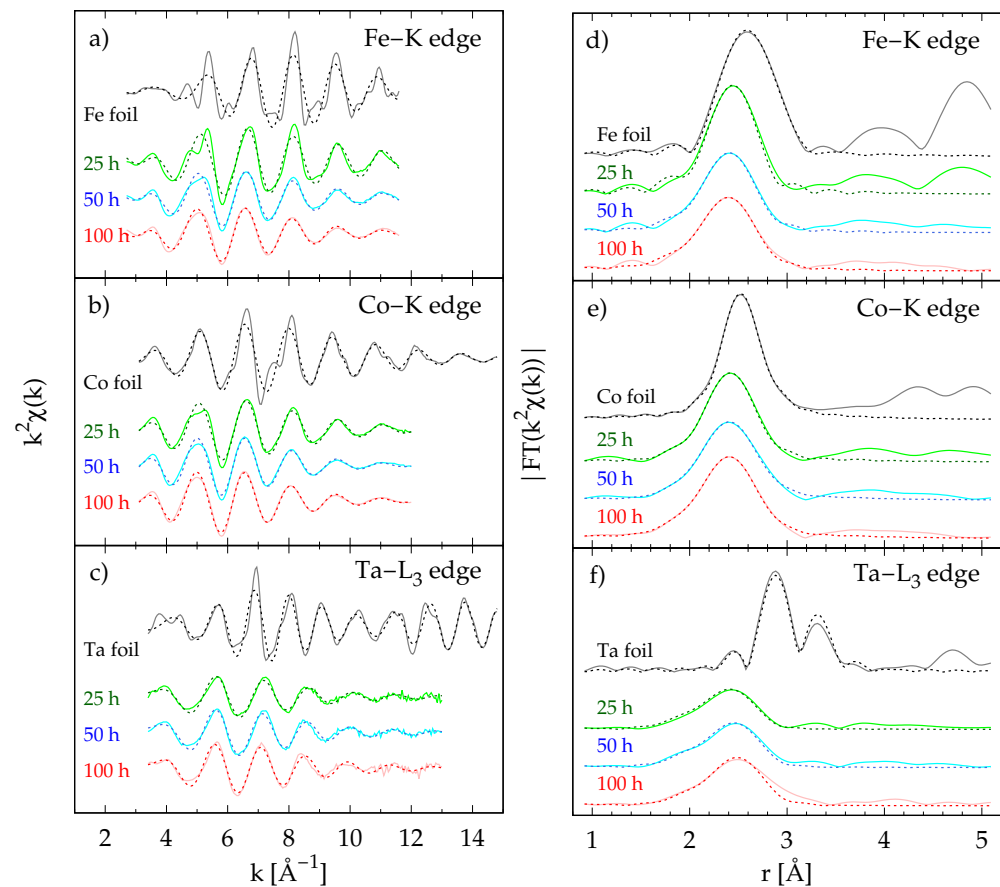 a)
Fe–K edge
Fe foil
25 h
50 h
100 h
b)
Co–K edge
Co foil
25 h
50 h
100 h
c)
Ta–L₃ edge
Ta foil
25 h
50 h
100 h
k²χ(k)
2 4 6 8 10 12 14
k [Å⁻¹]
d)
Fe–K edge
Fe foil
25 h
50 h
100 h
e)
Co–K edge
Co foil
25 h
50 h
100 h
f)
Ta–L₃ edge
Ta foil
25 h
50 h
100 h
|FT(k²χ(k))|
1 2 3 4 5
r [Å]